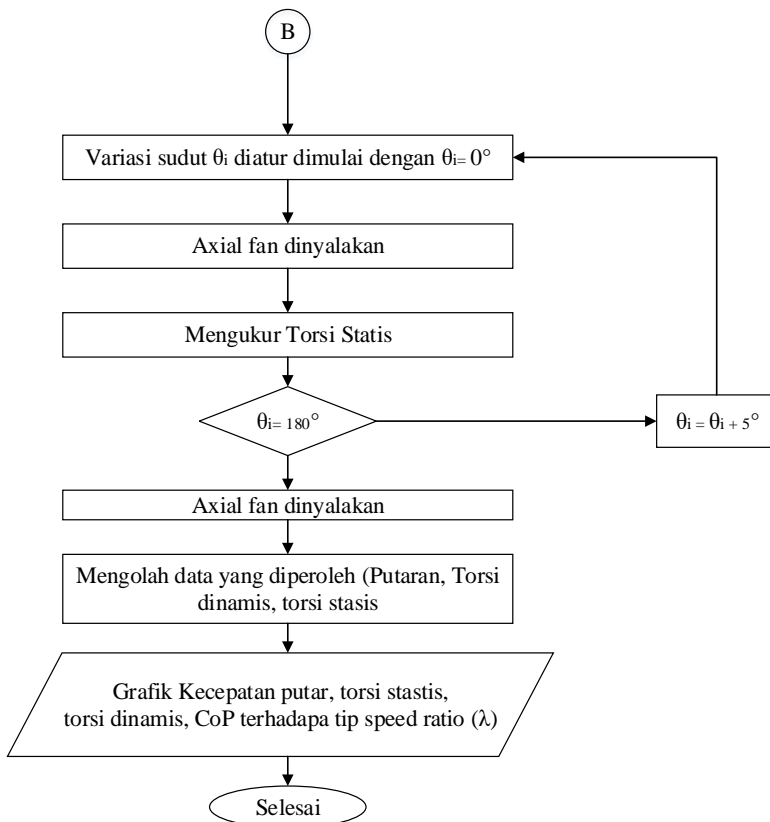 B
Variasi sudut θi diatur dimulai dengan θi= 0°
Axial fan dinyalakan
Mengukur Torsi Statis
θi= 180°
θi = θi + 5°
Axial fan dinyalakan
Mengolah data yang diperoleh (Putaran, Torsi
dinamis, torsi stasis
Grafik Kecepatan putar, torsi stastis,
torsi dinamis, CoP terhadapa tip speed ratio (λ)
Selesai